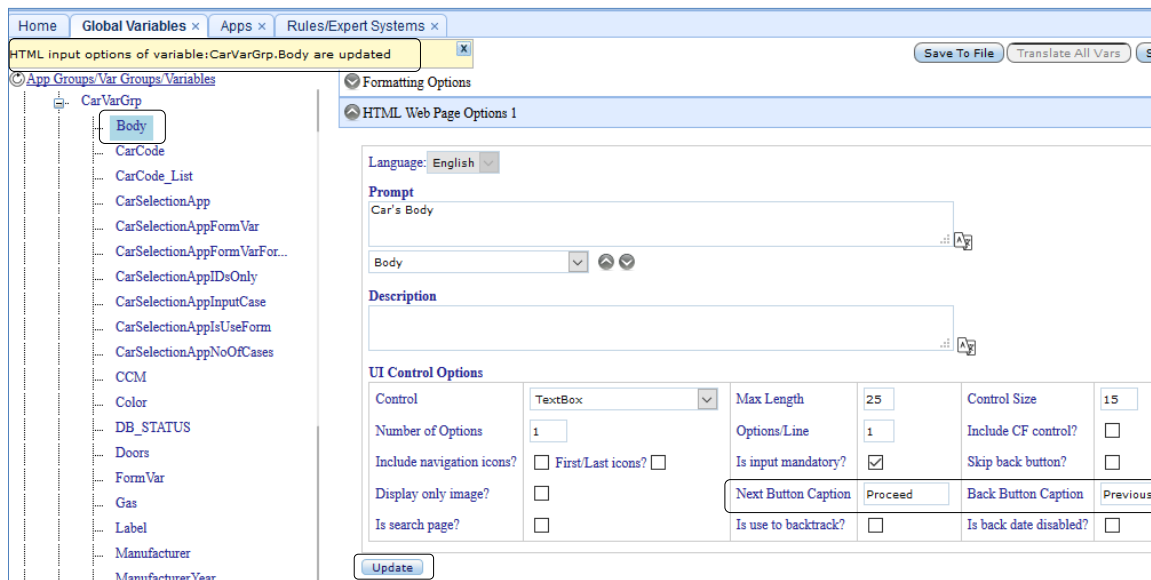 Home Global Variables × Apps × Rules/Expert Systems ×
HTML input options of variable:CarVarGrp.Body are updated x
Save To File Translate All Vars S
App Groups/Var Groups/Variables
Formatting Options
CarVarGrp
HTML Web Page Options 1
Body
CarCode
CarCode_List
CarSelectionApp
CarSelectionAppFormVar
CarSelectionAppFormVarFor...
CarSelectionAppIDsOnly
CarSelectionAppInputCase
CarSelectionAppIsUseForm
CarSelectionAppNoOfCases
CCM
Color
DB_STATUS
Doors
FormVar
Gas
Label
Manufacturer
ManufacturerYear
Language: English
Prompt
Car's Body
Body
Description
UI Control Options
Control TextBox Max Length 25 Control Size 15
Number of Options 1 Options/Line 1 Include CF control?
Include navigation icons? First/Last icons? Is input mandatory? Skip back button?
Display only image? Next Button Caption Proceed Back Button Caption Previous
Is search page? Is use to backtrack? Is back date disabled?
Update